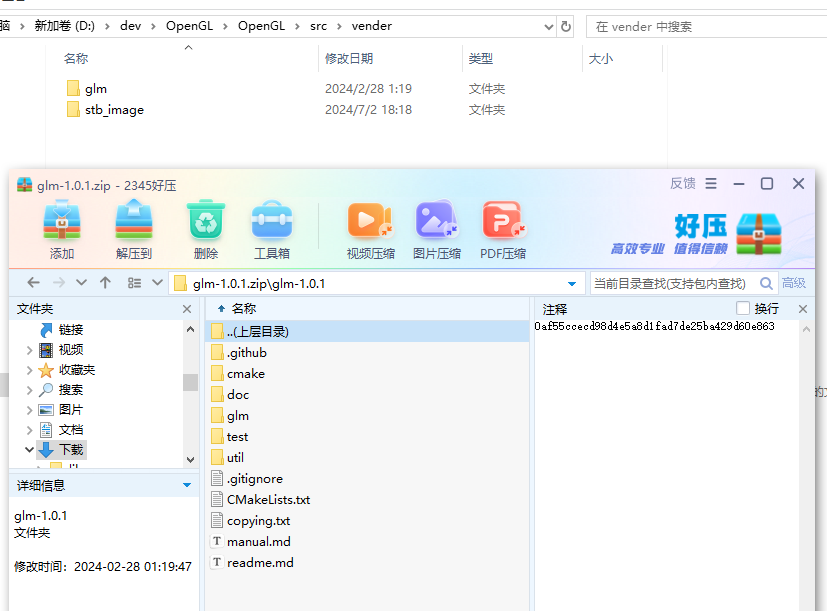 脑 > 新加卷 (D:) > dev > OpenGL > OpenGL > src > vender
在 vender 中搜索
名称 修改日期 类型 大小
glm 2024/2/28 1:19 文件夹
stb_image 2024/7/2 18:18 文件夹
glm-1.0.1.zip - 2345好压
反馈
添加 解压到 删除 工具箱 视频压缩 图片压缩 PDF压缩
好压
高效专业 值得信赖
glm-1.0.1.zip\glm-1.0.1
当前目录查找(支持包内查找)
高级
文件夹
链接
视频
收藏夹
搜索
图片
文档
下载
详细信息
glm-1.0.1
文件夹
修改时间：2024-02-28 01:19:47
名称
..(上层目录)
.github
cmake
doc
glm
test
util
.gitignore
CMakeLists.txt
copying.txt
manual.md
readme.md
注释
换行
0af55ccecd98d4e5a8d1fad7de25ba429d60e863
的